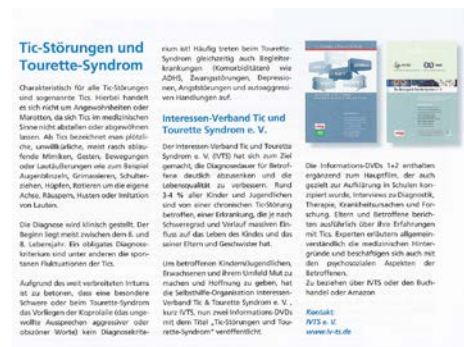 Tic-Störungen und
Tourette-Syndrom
Charakteristisch für alle Tic-Störungen
sind sogenannte Tics. Hierbei handelt
es sich nicht um Angewohnheiten oder
Marotten, da sich Tics im medizinischen
Sinne nicht abstellen oder abgewöhnen
lassen. Als Tics bezeichnet man plötzli-
che, unwillkürliche, meist rasch ablau-
fende Mimiken, Gesten, Bewegungen
oder Lautäußerungen wie zum Beispiel
Augenblinzeln, Grimassieren, Schulter-
ziehen, Hüpfen, Rotieren um die eigene
Achse, Räuspern, Husten oder Imitation
von Lauten.
Die Diagnose wird klinisch gestellt. Der
Beginn liegt meist zwischen dem 6. und
8. Lebensjahr. Ein obligates Diagnose-
kriterium sind unter anderen die spon-
tanen Fluktuationen der Tics.
Aufgrund des weit verbreiteten Irrtums
ist zu betonen, dass eine besondere
Schwere oder beim Tourette-Syndrom
das Vorliegen der Koprolalie (das unge-
wollte Aussprechen aggressiver oder
obszöner Worte) kein Diagnosekrite-
rium ist! Häufig treten beim Tourette-
Syndrom gleichzeitig auch Begleiter-
krankungen (Komorbiditäten) wie
ADHS, Zwangsstörungen, Depressio-
nen, Angststörungen und autoaggressi-
ven Handlungen auf.
Interessen-Verband Tic und
Tourette Syndrom e. V.
Der Interessen-Verband Tic und Tourette
Syndrom e. V. (IVTS) hat sich zum Ziel
gemacht, die Diagnosedauer für Betrof-
fene deutlich abzusenken und die
Lebensqualität zu verbessern. Rund
3-4 % aller Kinder und Jugendlichen
sind von einer chronischen Tic-Störung
betroffen, einer Erkrankung, die je nach
Schweregrad und Verlauf massiven Ein-
fluss auf das Leben des Kindes und das
seiner Eltern und Geschwister hat.
Um betroffenen Kindern/Jugendlichen,
Erwachsenen und ihrem Umfeld Mut zu
machen und Hoffnung zu geben, hat
die Selbsthilfe-Organisation Interessen-
Verband Tic & Tourette Syndrom e. V. ,
kurz IVTS, nun zwei Informations-DVDs
mit dem Titel „Tic-Störungen und Tou-
rette-Syndrom“ veröffentlicht.
Die Informations-DVDs 1+2 enthalten
ergänzend zum Hauptfilm, der auch
gezielt zur Aufklärung in Schulen kon-
zipiert wurde, Interviews zu Diagnostik,
Therapie, Krankheitsursachen und For-
schung. Eltern und Betroffene berich-
ten ausführlich über ihre Erfahrungen
mit Tics. Experten erläutern allgemein-
verständlich die medizinischen Hinter-
gründe und beschäftigen sich auch mit
den psychosozialen Aspekten der
Betroffenen.
Zu beziehen über IVTS oder den Buch-
handel oder Amazon
Kontakt:
IVTS e. V.
www.iv-ts.de